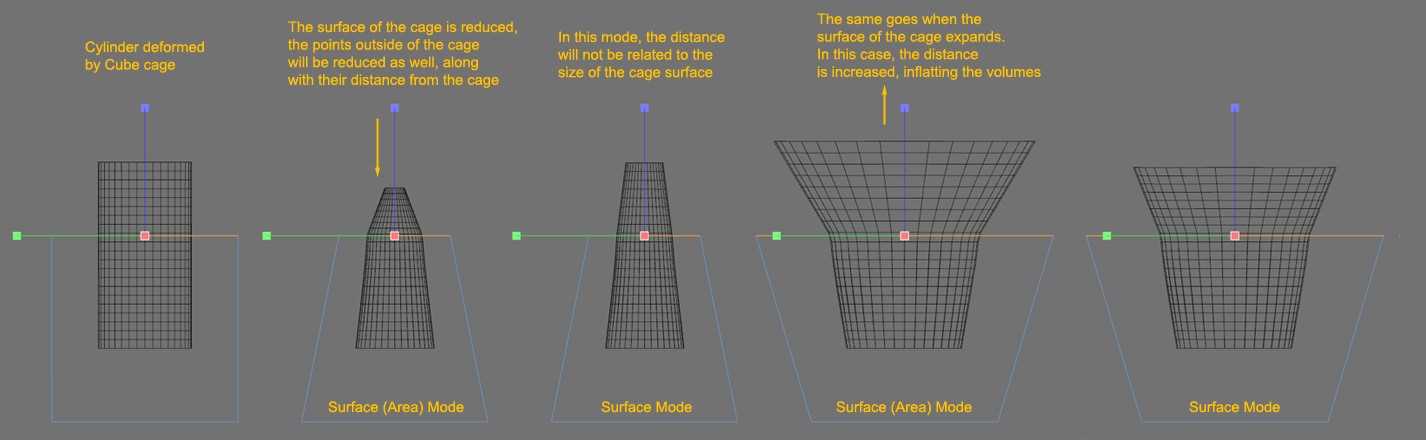 Cylinder deformed
by Cube cage
The surface of the cage is reduced,
the points outside of the cage
will be reduced as well, along
with their distance from the cage
In this mode, the distance
will not be related to the
size of the cage surface
The same goes when the
surface of the cage expands.
In this case, the distance
is increased, inflatting the volumes
Surface (Area) Mode
Surface Mode
Surface (Area) Mode
Surface Mode